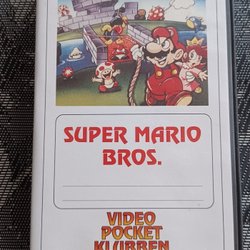 SUPER MARIO
BROS.
VIDEO
POCKET
KLUBBEN